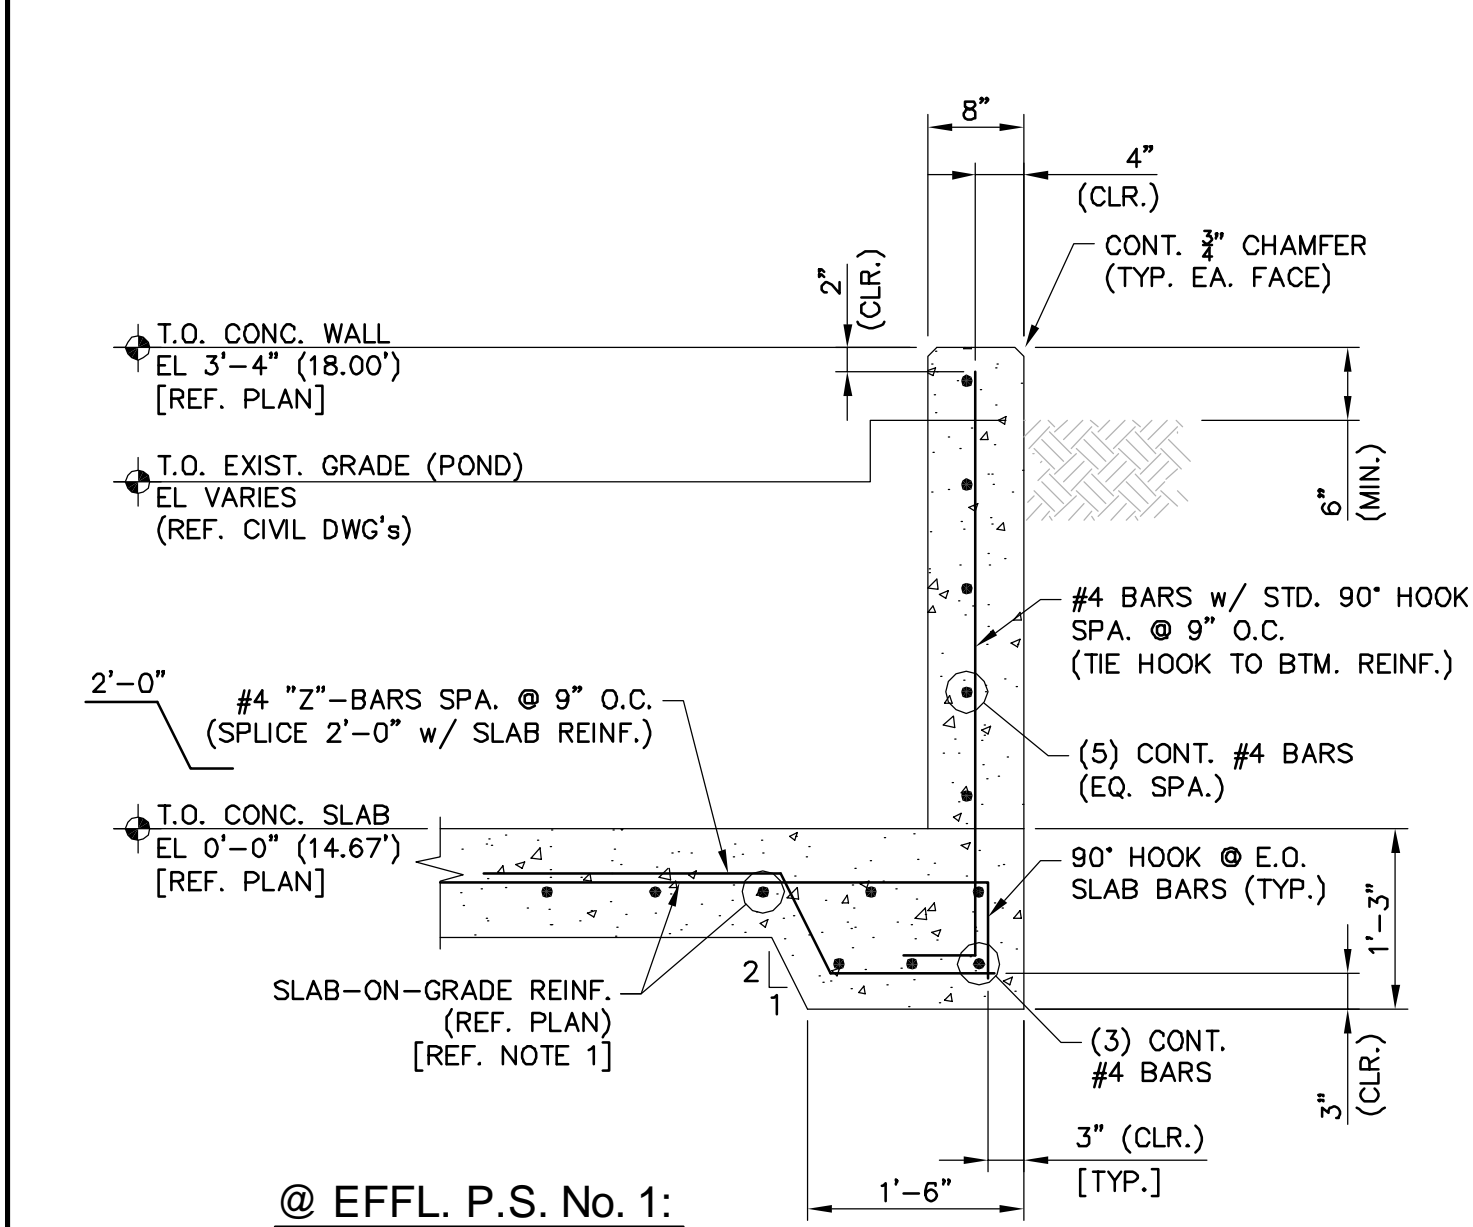 8"
4"
(CLR.)
CONT. 3/4" CHAMFER
(TYP. EA. FACE)
2"
(CLR.)
T.O. CONC. WALL
EL 3'-4" (18.00')
[REF. PLAN]
T.O. EXIST. GRADE (POND)
EL VARIES
(REF. CIVIL DWG's)
6"
(MIN.)
#4 BARS w/ STD. 90° HOOK
SPA. @ 9" O.C.
(TIE HOOK TO BTM. REINF.)
2'-0"
#4 "Z"-BARS SPA. @ 9" O.C.
(SPLICE 2'-0" w/ SLAB REINF.)
(5) CONT. #4 BARS
(EQ. SPA.)
T.O. CONC. SLAB
EL 0'-0" (14.67')
[REF. PLAN]
90° HOOK @ E.O.
SLAB BARS (TYP.)
1'-3"
2
1
SLAB-ON-GRADE REINF.
(REF. PLAN)
[REF. NOTE 1]
(3) CONT.
#4 BARS
3"
(CLR.)
3" (CLR.)
[TYP.]
1'-6"
@ EFFL. P.S. No. 1: